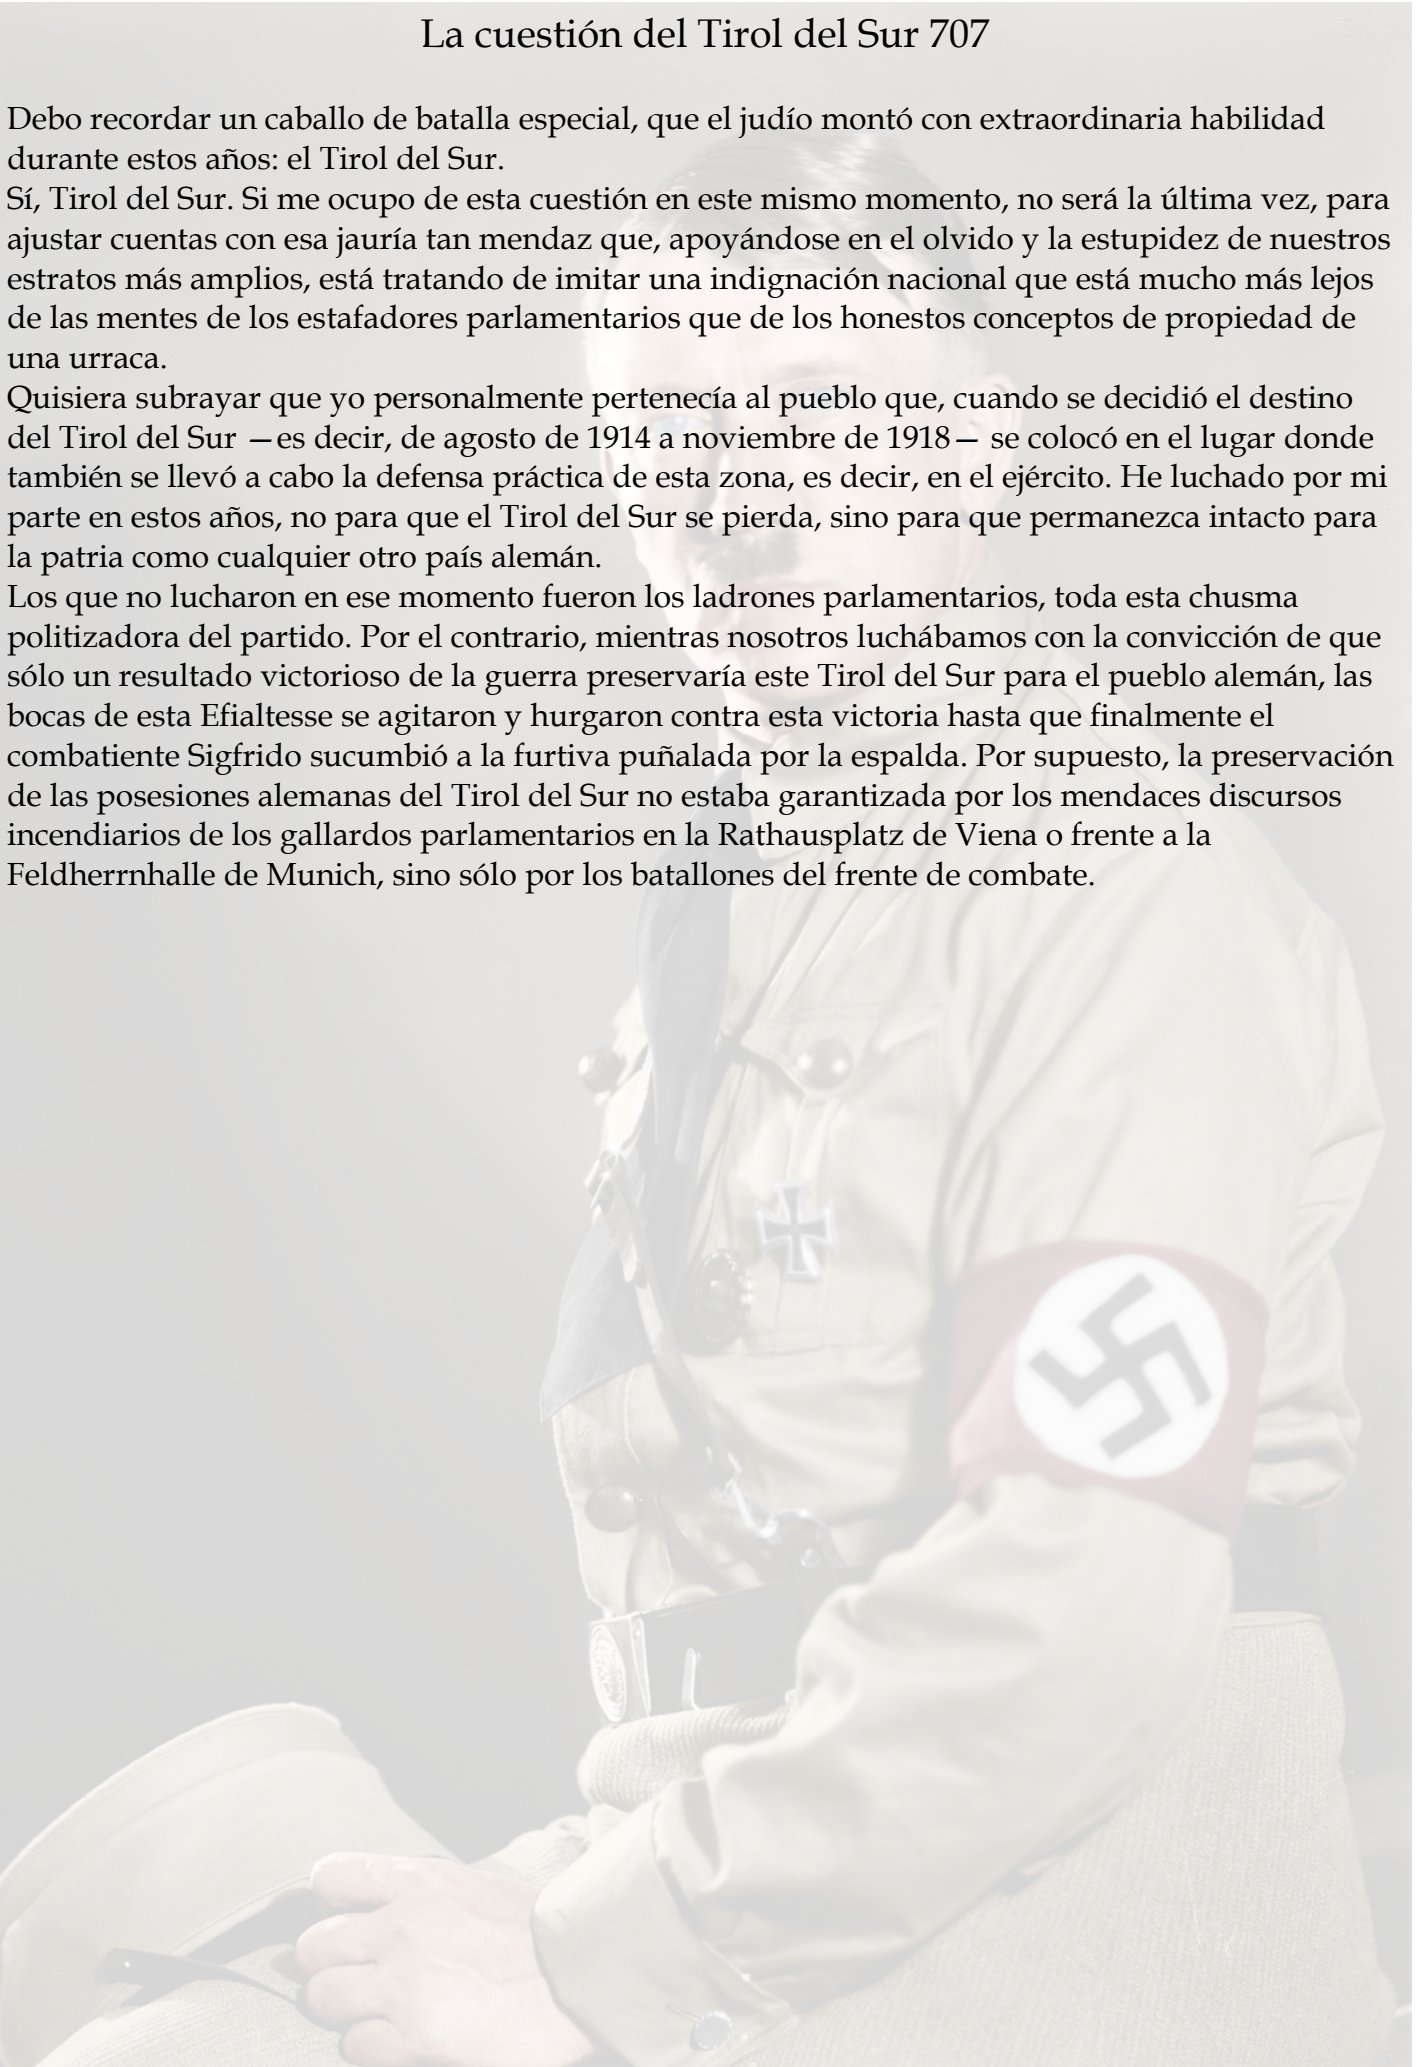 La cuestión del Tirol del Sur 707
Debo recordar un caballo de batalla especial, que el judío montó con extraordinaria habilidad
durante estos años: el Tirol del Sur.
Sí, Tirol del Sur. Si me ocupo de esta cuestión en este mismo momento, no será la última vez, para
ajustar cuentas con esa jauría tan mendaz que, apoyándose en el olvido y la estupidez de nuestros
estratos más amplios, está tratando de imitar una indignación nacional que está mucho más lejos
de las mentes de los estafadores parlamentarios que de los honestos conceptos de propiedad de
una urraca.
Quisiera subrayar que yo personalmente pertenecía al pueblo que, cuando se decidió el destino
del Tirol del Sur —es decir, de agosto de 1914 a noviembre de 1918— se colocó en el lugar donde
también se llevó a cabo la defensa práctica de esta zona, es decir, en el ejército. He luchado por mi
parte en estos años, no para que el Tirol del Sur se pierda, sino para que permanezca intacto para
la patria como cualquier otro país alemán.
Los que no lucharon en ese momento fueron los ladrones parlamentarios, toda esta chusma
politizadora del partido. Por el contrario, mientras nosotros luchábamos con la convicción de que
sólo un resultado victorioso de la guerra preservaría este Tirol del Sur para el pueblo alemán, las
bocas de esta Efialtesse se agitaron y hurgaron contra esta victoria hasta que finalmente el
combatiente Sigfrido sucumbió a la furtiva puñalada por la espalda. Por supuesto, la preservación
de las posesiones alemanas del Tirol del Sur no estaba garantizada por los mendaces discursos
incendiarios de los gallardos parlamentarios en la Rathausplatz de Viena o frente a la
Feldherrnhalle de Munich, sino sólo por los batallones del frente de combate.